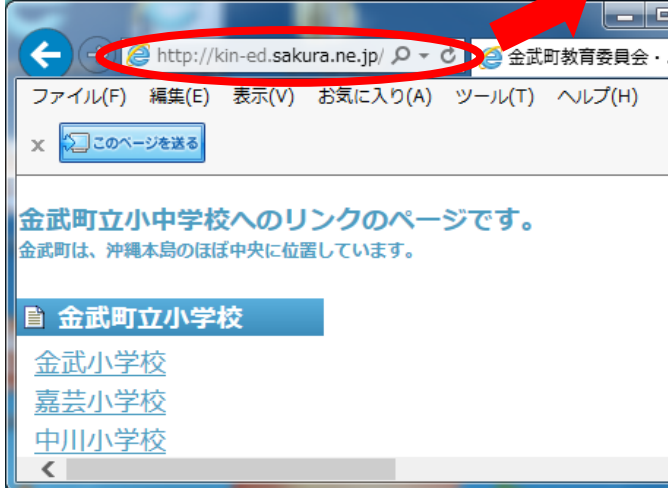 http://kin-ed.sakura.ne.jp/
金武町教育委員会・
ファイル(F) 編集(E) 表示(V) お気に入り(A) ツール(T) ヘルプ(H)
x このページを送る
金武町立小中学校へのリンクのページです。
金武町は、沖縄本島のほぼ中央に位置しています。
金武町立小学校
金武小学校
嘉芸小学校
中川小学校